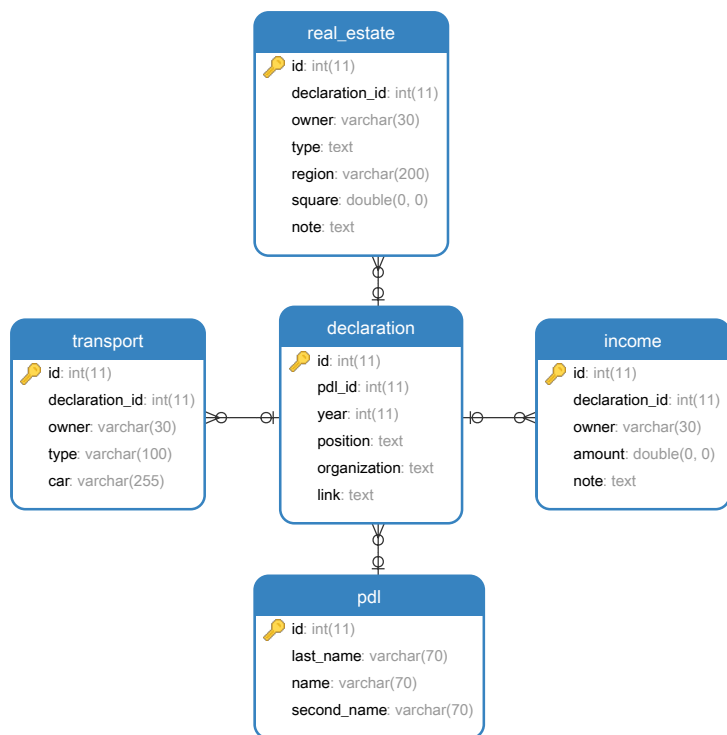 real_estate
id: int(11)
declaration_id: int(11)
owner: varchar(30)
type: text
region: varchar(200)
square: double(0, 0)
note: text
transport
id: int(11)
declaration_id: int(11)
owner: varchar(30)
type: varchar(100)
car: varchar(255)
declaration
id: int(11)
pdl_id: int(11)
year: int(11)
position: text
organization: text
link: text
income
id: int(11)
declaration_id: int(11)
owner: varchar(30)
amount: double(0, 0)
note: text
pdl
id: int(11)
last_name: varchar(70)
name: varchar(70)
second_name: varchar(70)